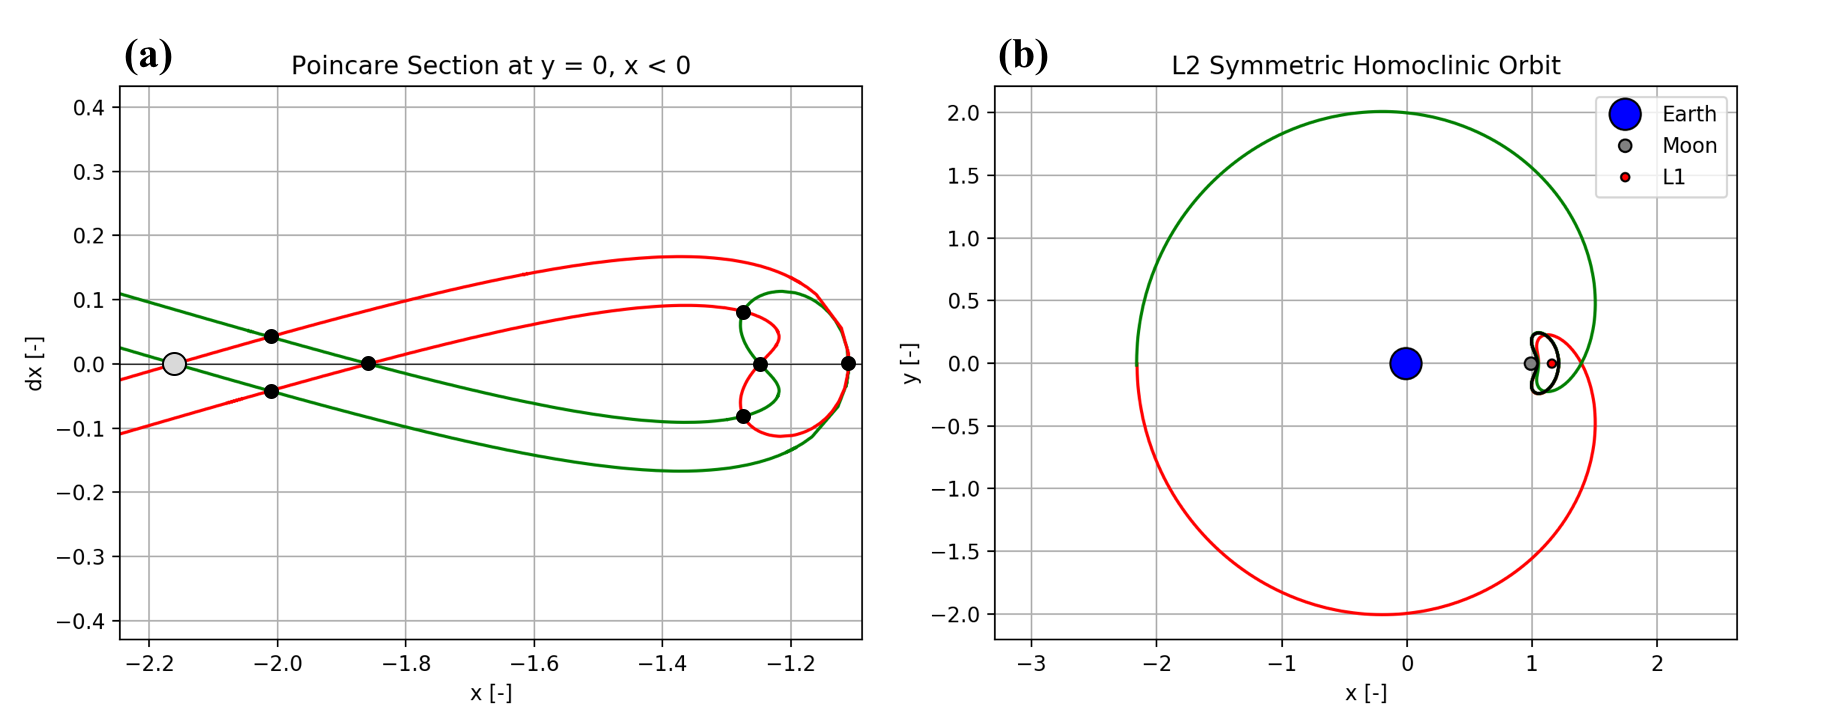 (a)
Poincare Section at y = 0, x < 0
0.4
0.3
0.2
0.1
0.0
−0.1
−0.2
−0.3
−0.4
dx [-]
−2.2 −2.0 −1.8 −1.6 −1.4 −1.2
x [-]
(b)
L2 Symmetric Homoclinic Orbit
Earth
Moon
L1
2.0
1.5
1.0
0.5
0.0
−0.5
−1.0
−1.5
−2.0
y [-]
−3 −2 −1 0 1 2
x [-]